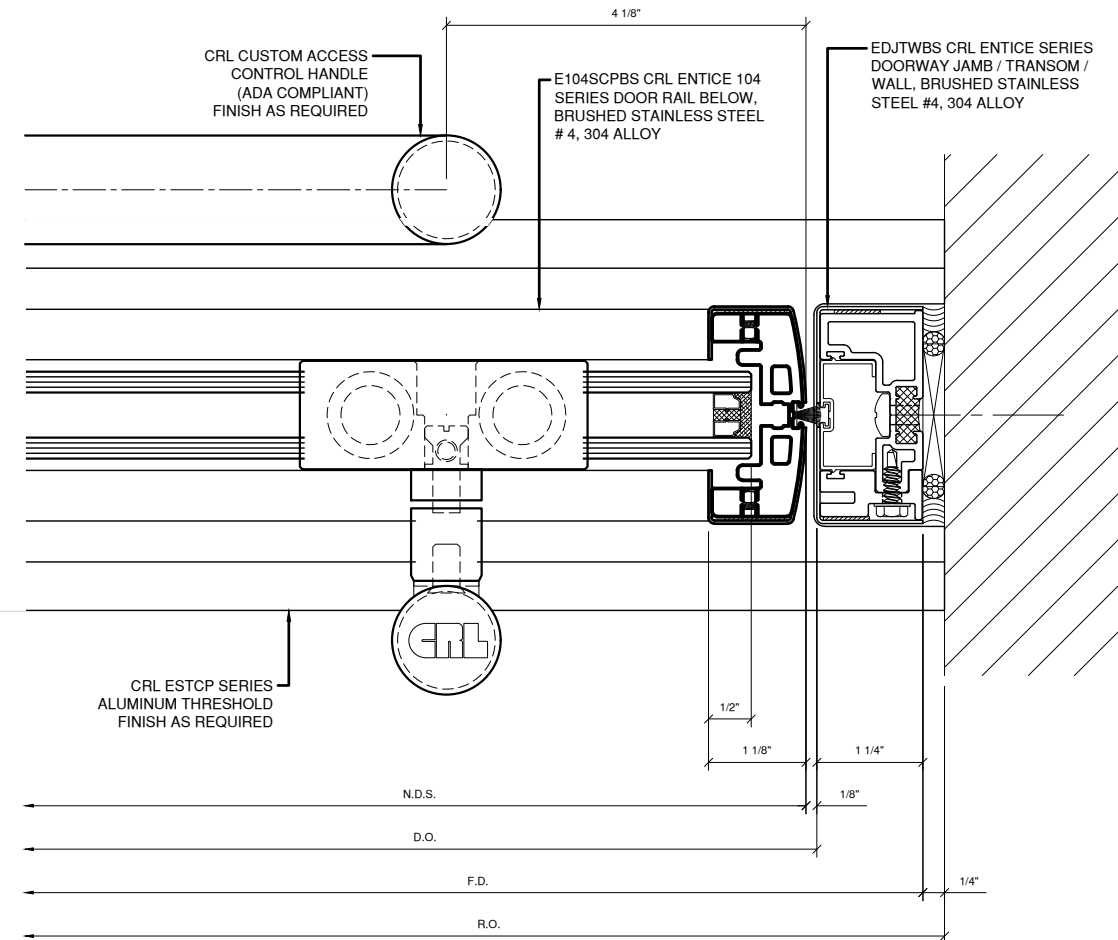 4 1/8"
CRL CUSTOM ACCESS
CONTROL HANDLE
(ADA COMPLIANT)
FINISH AS REQUIRED
E104SCPBS CRL ENTICE 104
SERIES DOOR RAIL BELOW,
BRUSHED STAINLESS STEEL
# 4, 304 ALLOY
EDJTWBS CRL ENTICE SERIES
DOORWAY JAMB / TRANSOM /
WALL, BRUSHED STAINLESS
STEEL #4, 304 ALLOY
CRL
CRL ESTCP SERIES
ALUMINUM THRESHOLD
FINISH AS REQUIRED
1/2"
1 1/8"
1 1/4"
N.D.S.
1/8"
D.O.
F.D.
1/4"
R.O.